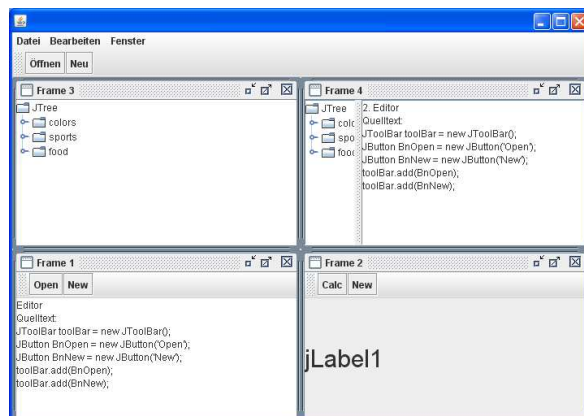 Datei Bearbeiten Fenster
Öffnen Neu
Frame 3
JTree
colors
sports
food
Frame 4
JTree
colo
spo
food
2. Editor
Quelltext:
JToolBar toolBar = new JToolBar();
JButton BnOpen = new JButton('Open');
JButton BnNew = new JButton('New');
toolBar.add(BnOpen);
toolBar.add(BnNew);
Frame 1
Open New
Editor
Quelltext:
JToolBar toolBar = new JToolBar();
JButton BnOpen = new JButton('Open');
JButton BnNew = new JButton('New');
toolBar.add(BnOpen);
toolBar.add(BnNew);
Frame 2
Calc New
jLabel1